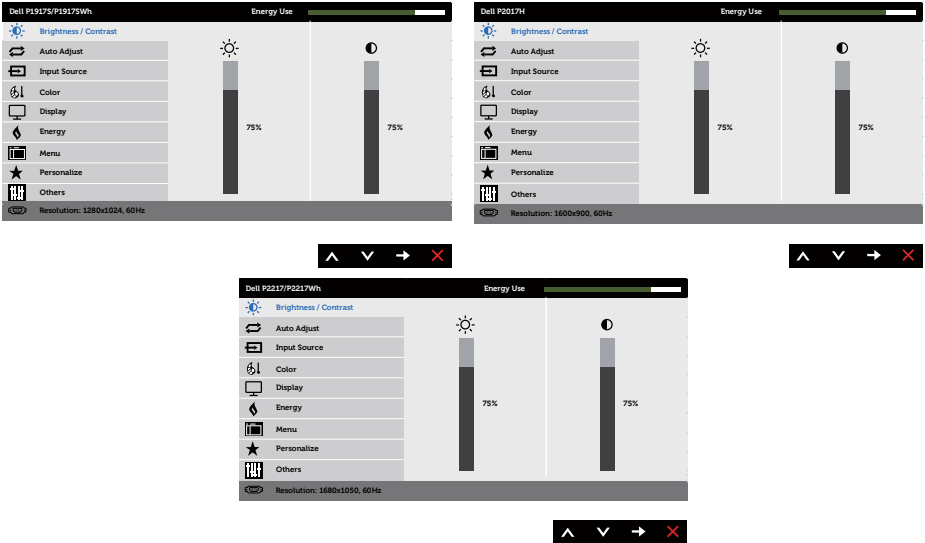 Dell P1917S/P1917SWh Energy Use
Brightness / Contrast
Auto Adjust
Input Source
Color
Display
Energy
Menu
Personalize
Others
75% 75%
Resolution: 1280x1024, 60Hz
Dell P2017H Energy Use
Brightness / Contrast
Auto Adjust
Input Source
Color
Display
Energy
Menu
Personalize
Others
75% 75%
Resolution: 1600x900, 60Hz
Dell P2217/P2217Wh Energy Use
Brightness / Contrast
Auto Adjust
Input Source
Color
Display
Energy
Menu
Personalize
Others
75% 75%
Resolution: 1680x1050, 60Hz